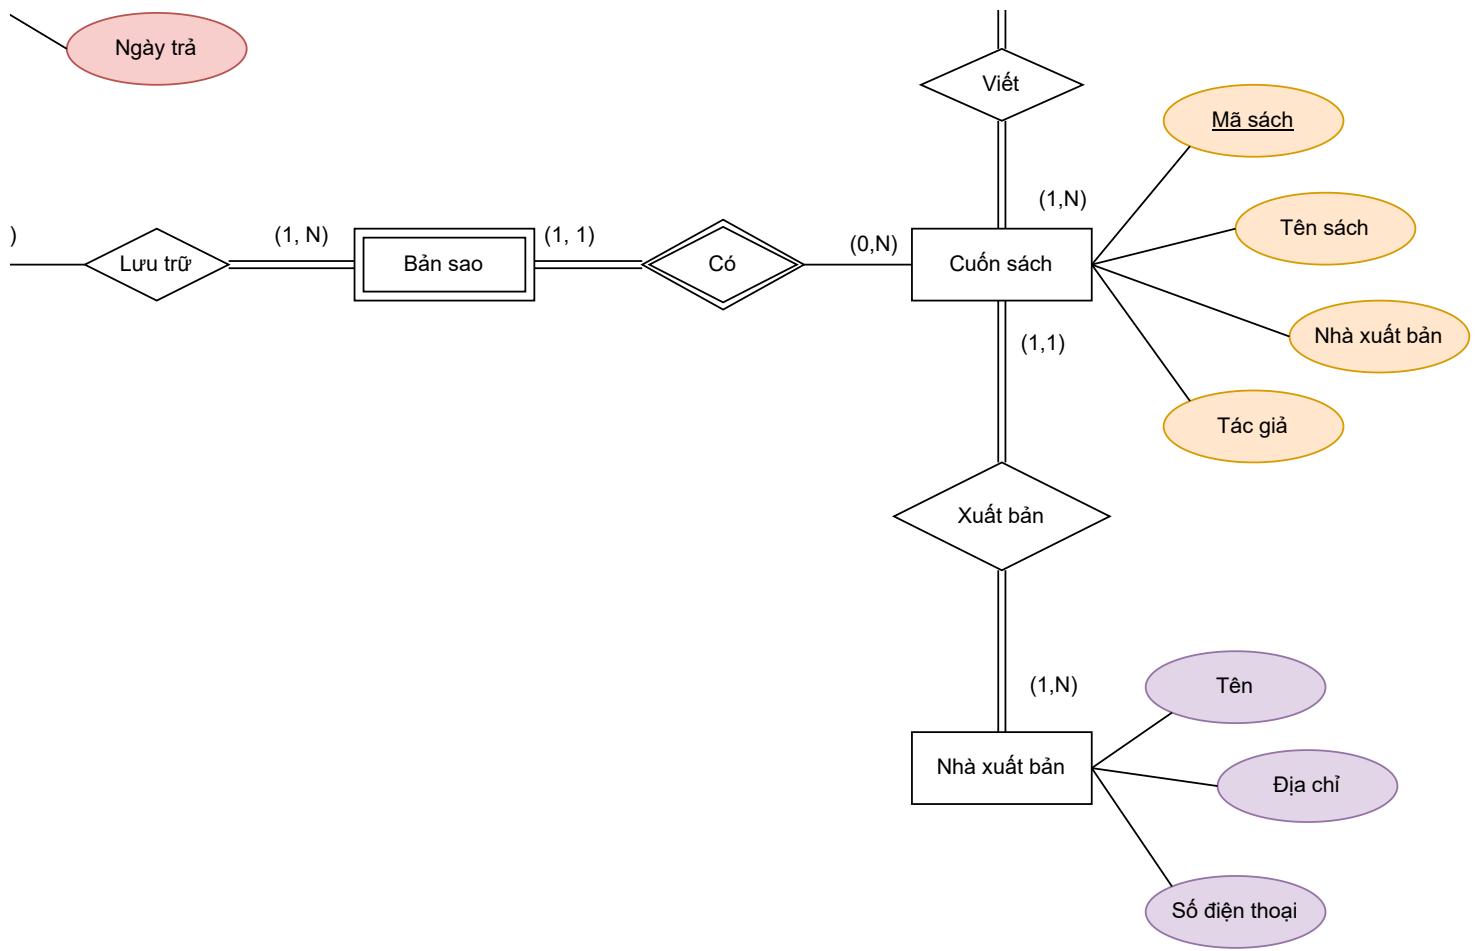 Ngày trả
Viết
Mã sách
(1,N)
Tên sách
)
Lưu trữ
(1, N)
Bản sao
(1, 1)
Có
(0,N)
Cuốn sách
(1,1)
Nhà xuất bản
Tác giả
Xuất bản
(1,N)
Tên
Nhà xuất bản
Địa chỉ
Số điện thoại